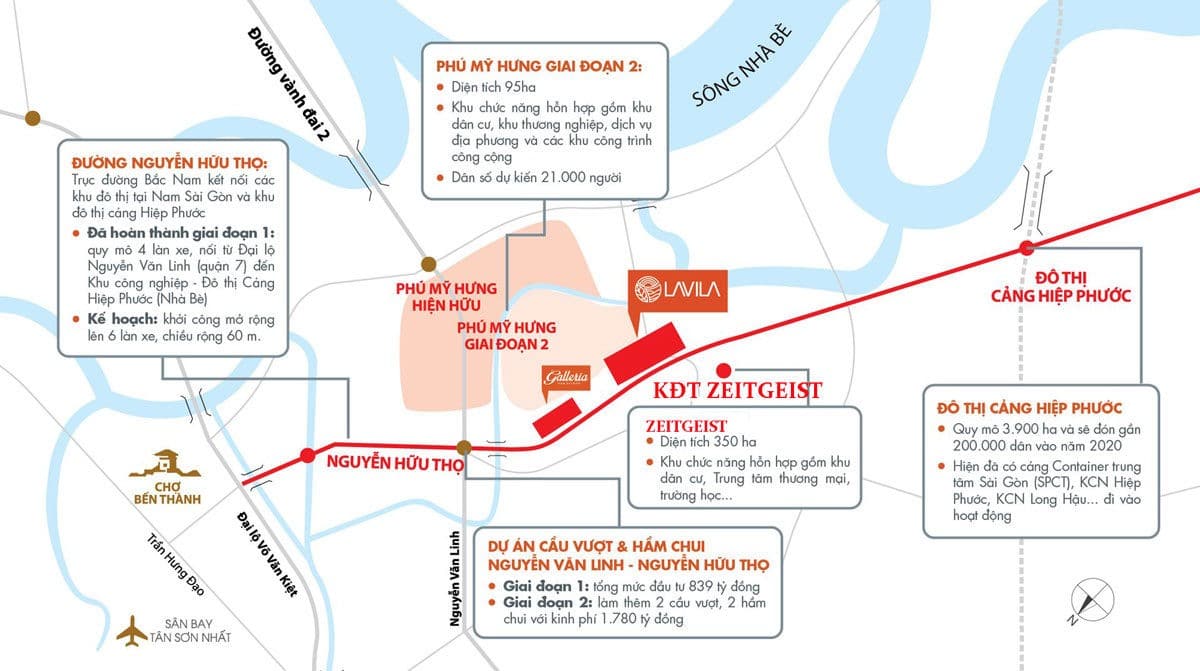 Đường vành đai 2
SÔNG NHÀ BÈ
PHÚ MỸ HƯNG GIAI ĐOẠN 2:
• Diện tích 95ha
• Khu chức năng hỗn hợp gồm khu
dân cư, khu thương nghiệp, dịch vụ
địa phương và các khu công trình
công cộng
• Dân số dự kiến 21.000 người
ĐƯỜNG NGUYỄN HỮU THỌ:
Trục đường Bắc Nam kết nối các
khu đô thị tại Nam Sài Gòn và khu
đô thị cảng Hiệp Phước
• Đã hoàn thành giai đoạn 1:
quy mô 4 làn xe, nối từ Đại lộ
Nguyễn Văn Linh (quận 7) đến
Khu công nghiệp - Đô thị Cảng
Hiệp Phước (Nhà Bè)
• Kế hoạch: khởi công mở rộng
lên 6 làn xe, chiều rộng 60 m.
PHÚ MỸ HƯNG
HIỆN HỮU
PHÚ MỸ HƯNG
GIAI ĐOẠN 2
LAVILA
Galleria
ĐÔ THỊ
CẢNG HIỆP PHƯỚC
KĐT ZEITGEIST
ZEITGEIST
• Diện tích 350 ha
• Khu chức năng hỗn hợp gồm khu
dân cư, Trung tâm thương mại,
trường học...
ĐÔ THỊ CẢNG HIỆP PHƯỚC
• Quy mô 3.900 ha và sẽ đón gần
200.000 dân vào năm 2020
• Hiện đã có cảng Container trung
tâm Sài Gòn (SPCT), KCN Hiệp
Phước, KCN Long Hậu... đi vào
hoạt động
NGUYỄN HỮU THỌ
CHỢ
BẾN THÀNH
Trần Hưng Đạo
Đại lộ Võ Văn Kiệt
Nguyễn Văn Linh
DỰ ÁN CẦU VƯỢT & HẦM CHUI
NGUYỄN VĂN LINH - NGUYỄN HỮU THỌ
• Giai đoạn 1: tổng mức đầu tư 839 tỷ đồng
• Giai đoạn 2: làm thêm 2 cầu vượt, 2 hầm
chui với kinh phí 1.780 tỷ đồng
SÂN BAY
TÂN SƠN NHẤT
N